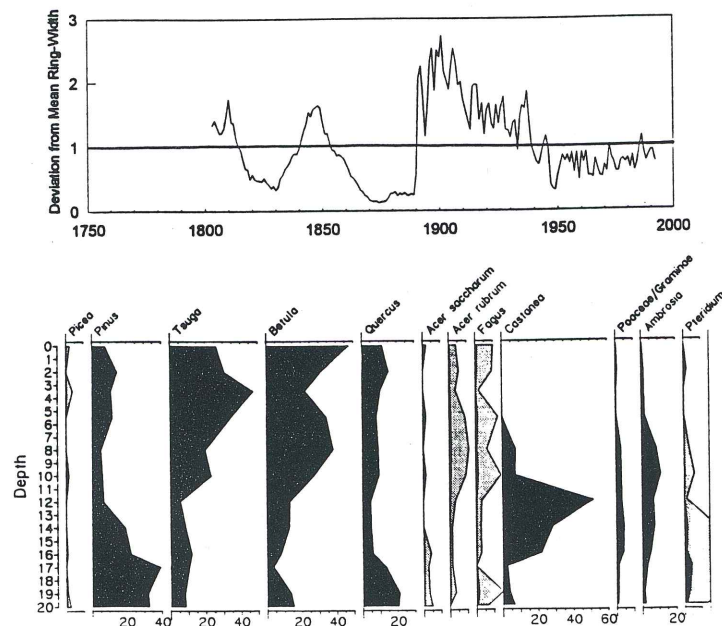 Deviation from Mean Ring-Width
3
2
1
0
1750 1800 1850 1900 1950 2000
Picea
Pinus
Tsuga
Betula
Quercus
Acer saccharum
Acer rubrum
Fagus
Castanea
Poaceae/Graminae
Ambrosia
Pteridium
Depth
0
1
2
3
4
5
6
7
8
9
10
11
12
13
14
15
16
17
18
19
20
20 40 20 40 20 40 20 20 40 60 20